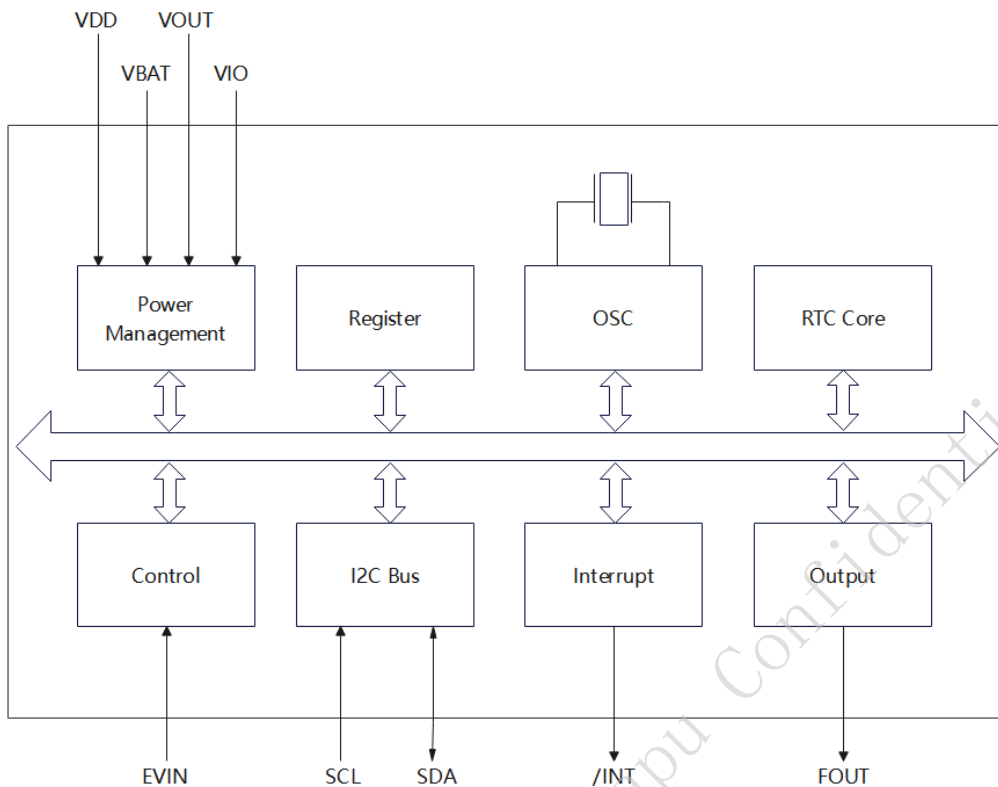 VDD VOUT
VBAT VIO
Power
Management
Register
OSC
RTC Core
Control
I2C Bus
Interrupt
Output
EVIN
SCL
SDA
/INT
FOUT